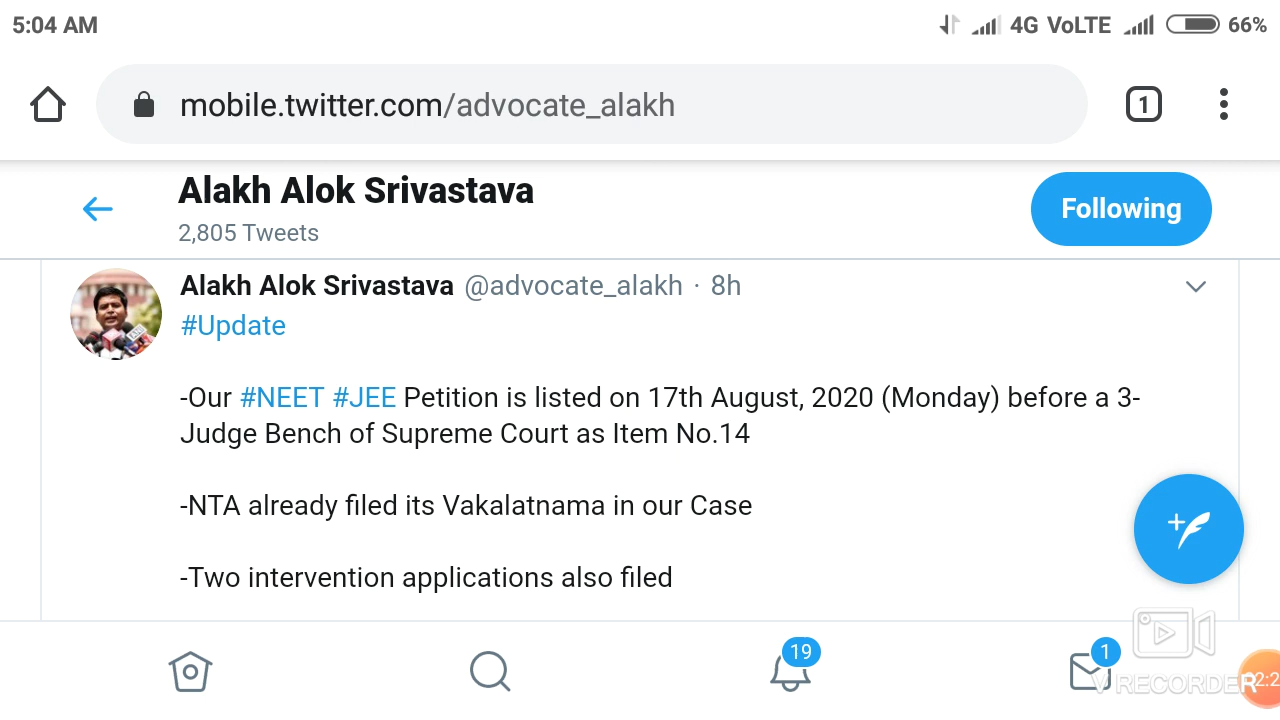 5:04 AM 4G VoLTE 66%
mobile.twitter.com/advocate_alakh 1
Alakh Alok Srivastava
2,805 Tweets
Following
Alakh Alok Srivastava @advocate_alakh · 8h
#Update
-Our #NEET #JEE Petition is listed on 17th August, 2020 (Monday) before a 3-
Judge Bench of Supreme Court as Item No.14
-NTA already filed its Vakalatnama in our Case
-Two intervention applications also filed
19
1
V RECORDER